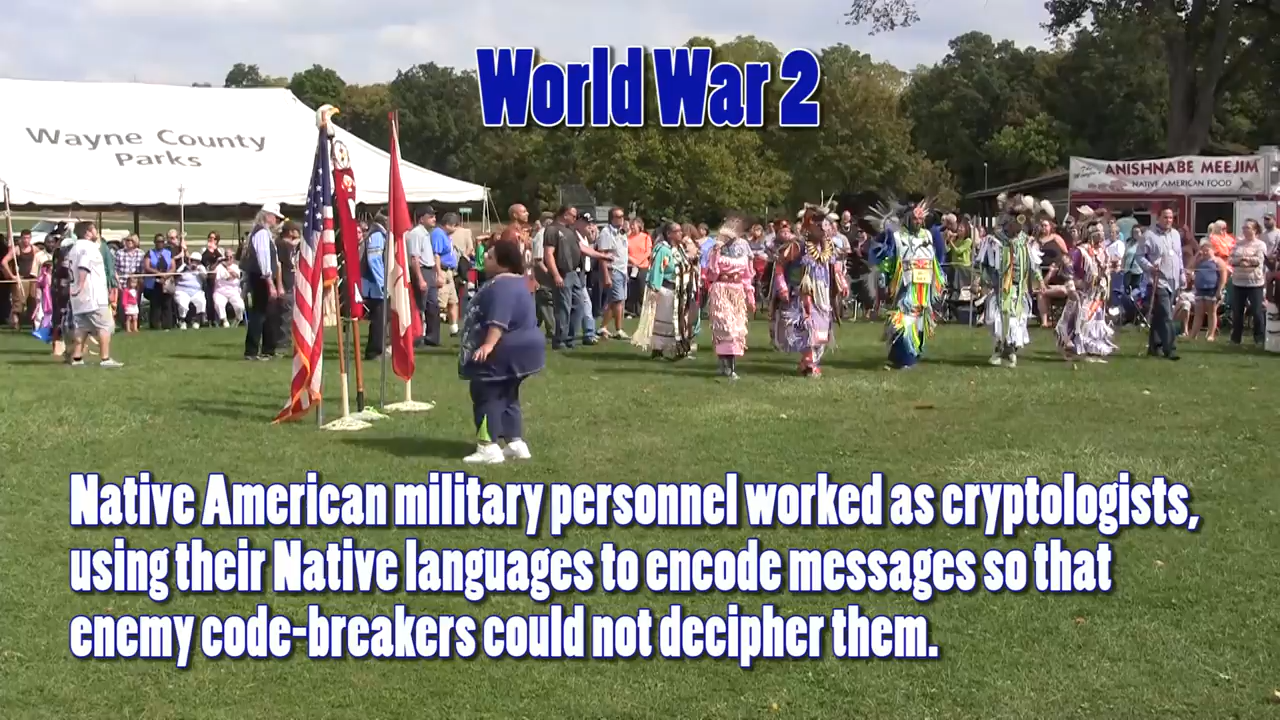 World War 2
Wayne County
Parks
ANISHNABE MEEJIM
NATIVE AMERICAN FOOD
Native American military personnel worked as cryptologists,
using their Native languages to encode messages so that
enemy code-breakers could not decipher them.